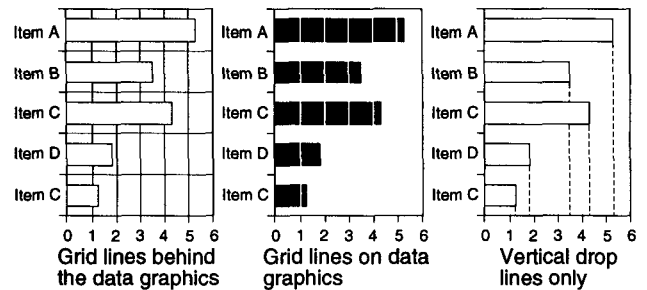 Item A
Item B
Item C
Item D
Item C
0 1 2 3 4 5 6
Grid lines behind
the data graphics
Item A
Item B
Item C
Item D
Item C
0 1 2 3 4 5 6
Grid lines on data
graphics
Item A
Item B
Item C
Item D
Item C
0 1 2 3 4 5 6
Vertical drop
lines only